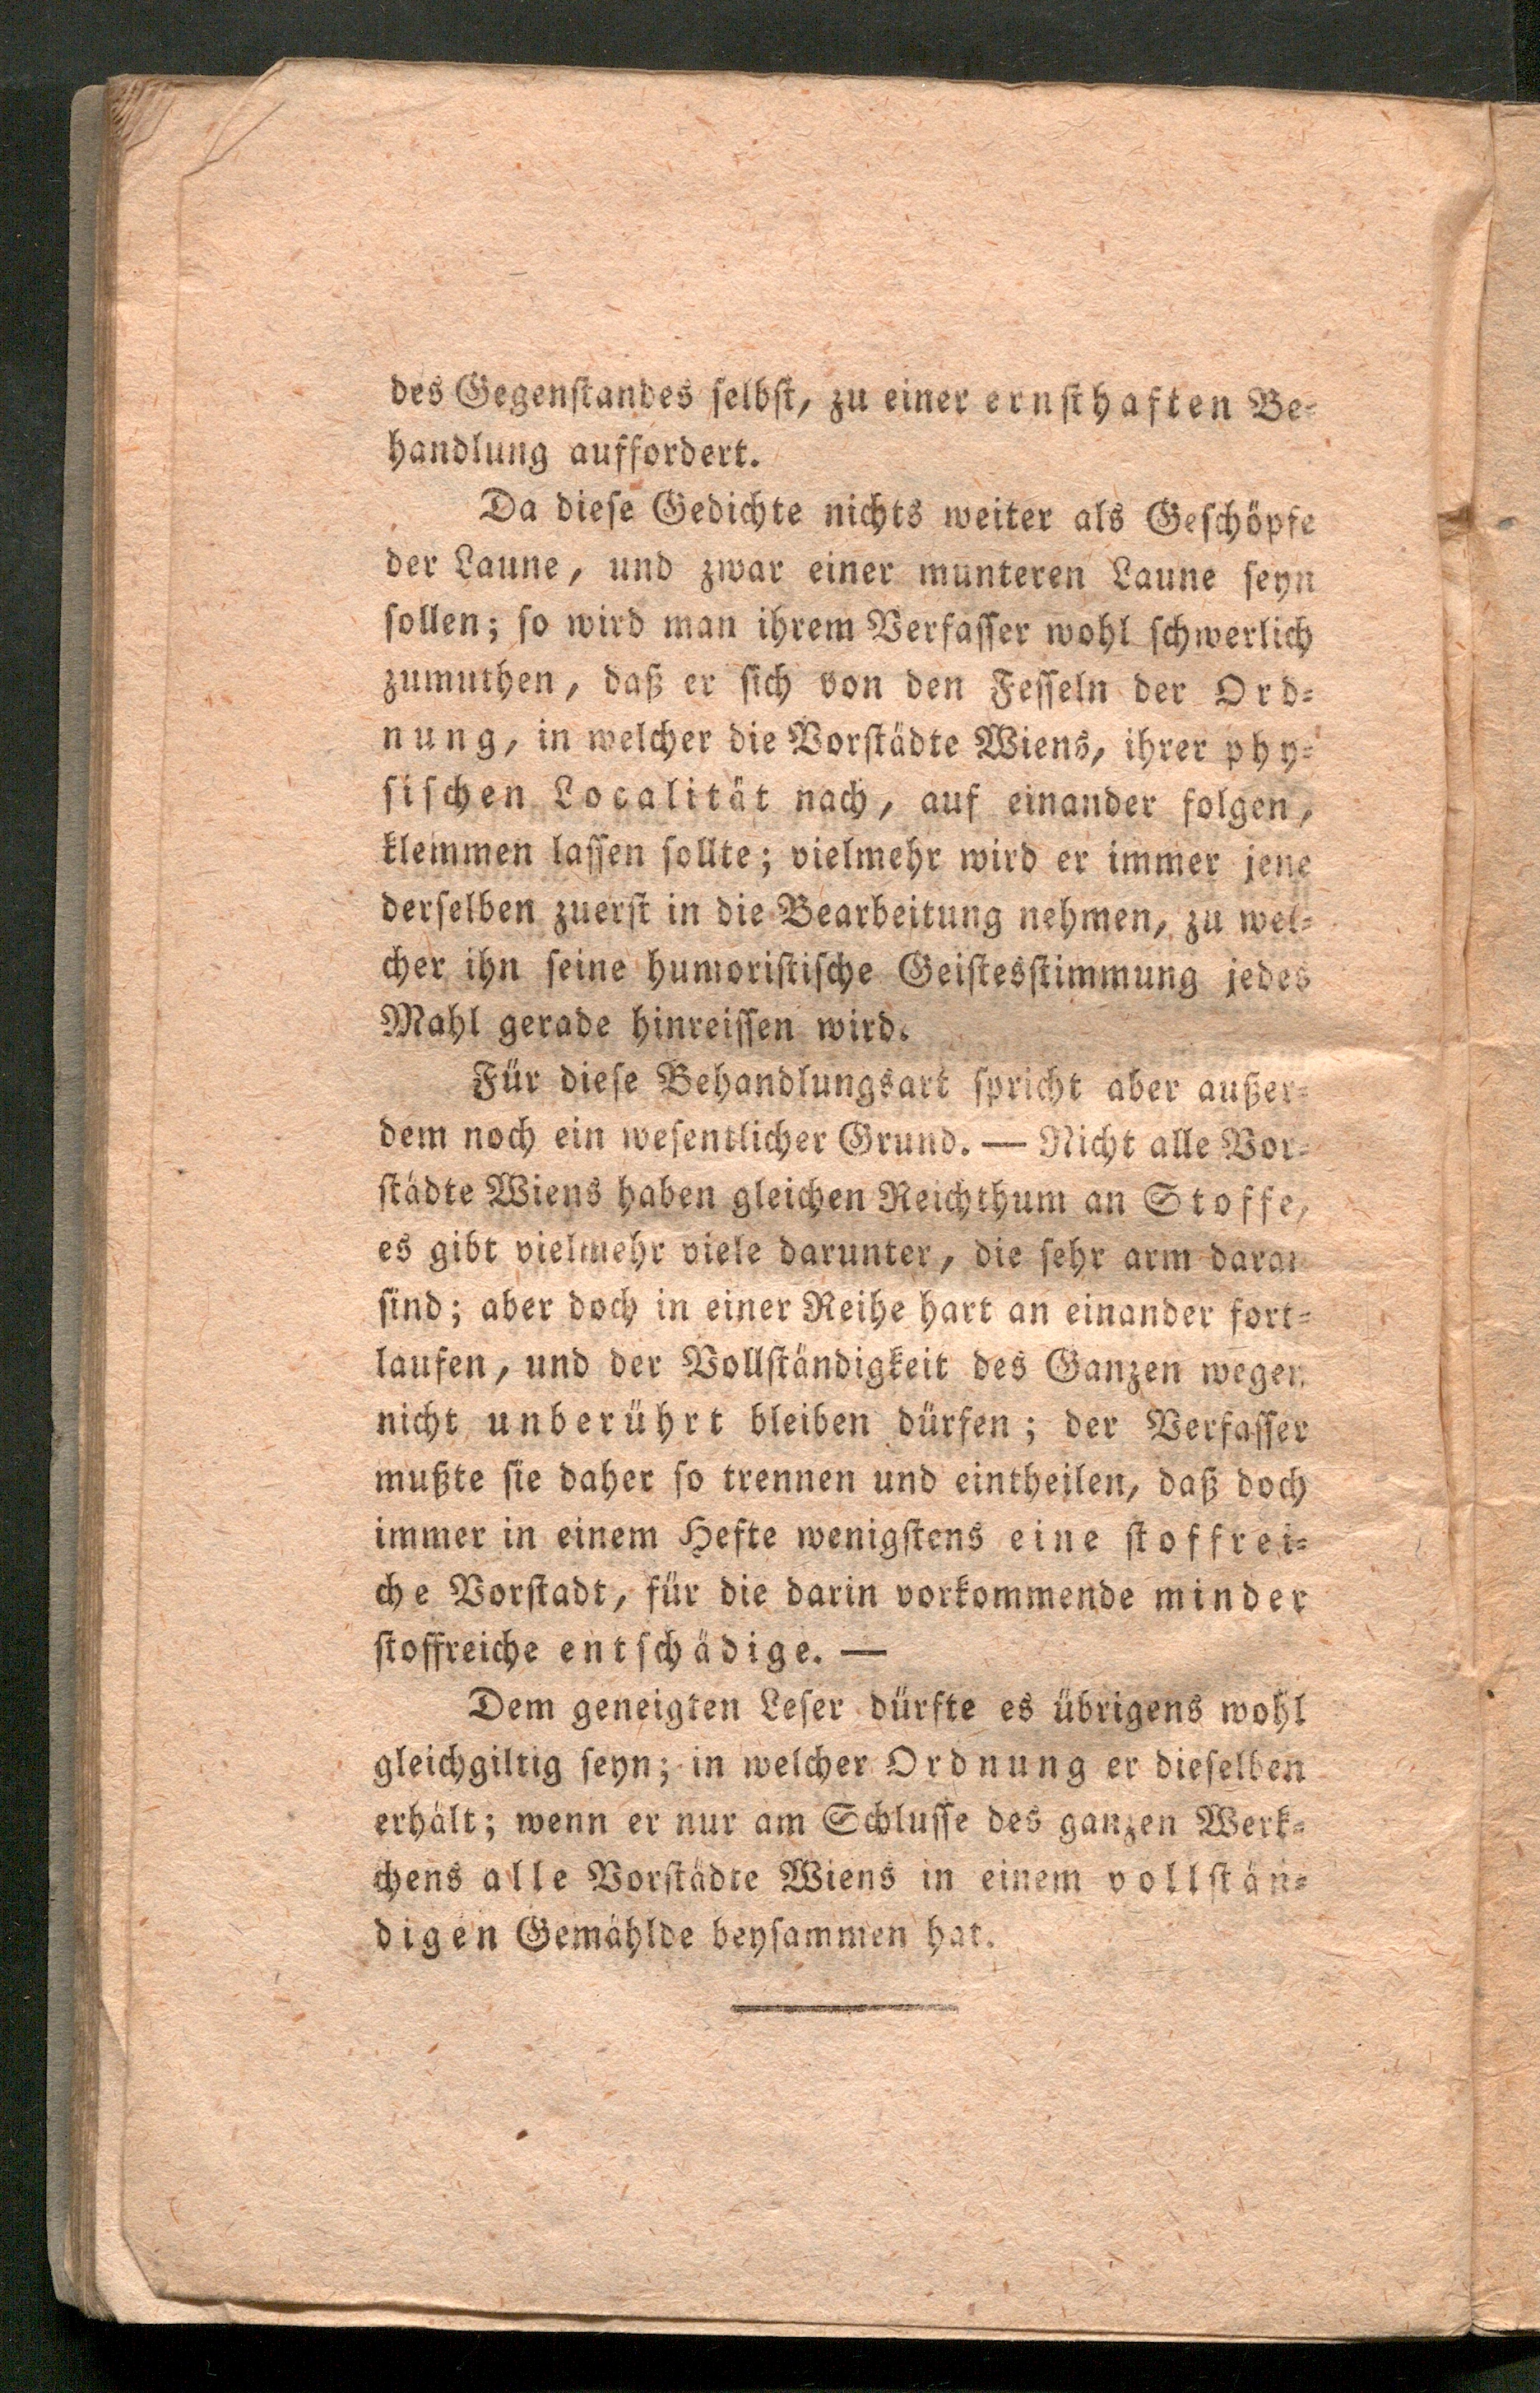 des Gegenstandes selbst, zu einer ernsthaften Be-
handlung auffordert.
Da diese Gedichte nichts weiter als Geschöpfe
der Laune, und zwar einer munteren Laune seyn
sollen; so wird man ihrem Verfasser wohl schwerlich
zumuthen, daß er sich von den Fesseln der Ord-
nung, in welcher die Vorstädte Wiens, ihrer phy-
sischen Localität nach, auf einander folgen,
klemmen lassen sollte; vielmehr wird er immer jene
derselben zuerst in die Bearbeitung nehmen, zu wel-
cher ihn seine humoristische Geistesstimmung jedes
Mahl gerade hinreissen wird.
Für diese Behandlungsart spricht aber außer-
dem noch ein wesentlicher Grund. — Nicht alle Vor-
städte Wiens haben gleichen Reichthum an Stoffe,
es gibt vielmehr viele darunter, die sehr arm daran
sind; aber doch in einer Reihe hart an einander fort-
laufen, und der Vollständigkeit des Ganzen wegen
nicht unberührt bleiben dürfen; der Verfasser
mußte sie daher so trennen und eintheilen, daß doch
immer in einem Hefte wenigstens eine stoffrei-
che Vorstadt, für die darin vorkommende minder
stoffreiche entschädige. —
Dem geneigten Leser dürfte es übrigens wohl
gleichgiltig seyn; in welcher Ordnung er dieselben
erhält; wenn er nur am Schlusse des ganzen Werk-
chens alle Vorstädte Wiens in einem vollstän-
digen Gemählde beysammen hat.